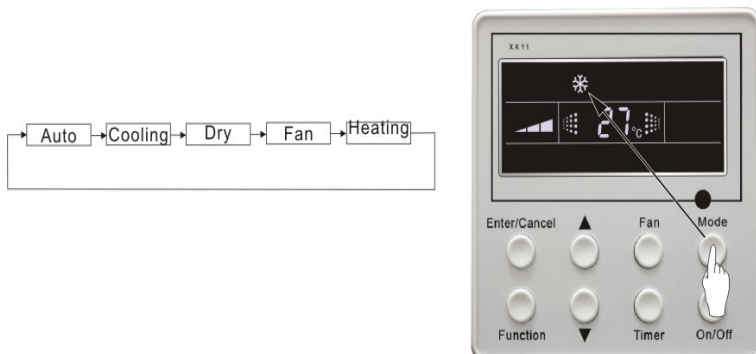 Auto Cooling Dry Fan Heating
XK11
27°C
Enter/Cancel ▲ Fan Mode
Function ▼ Timer On/Off